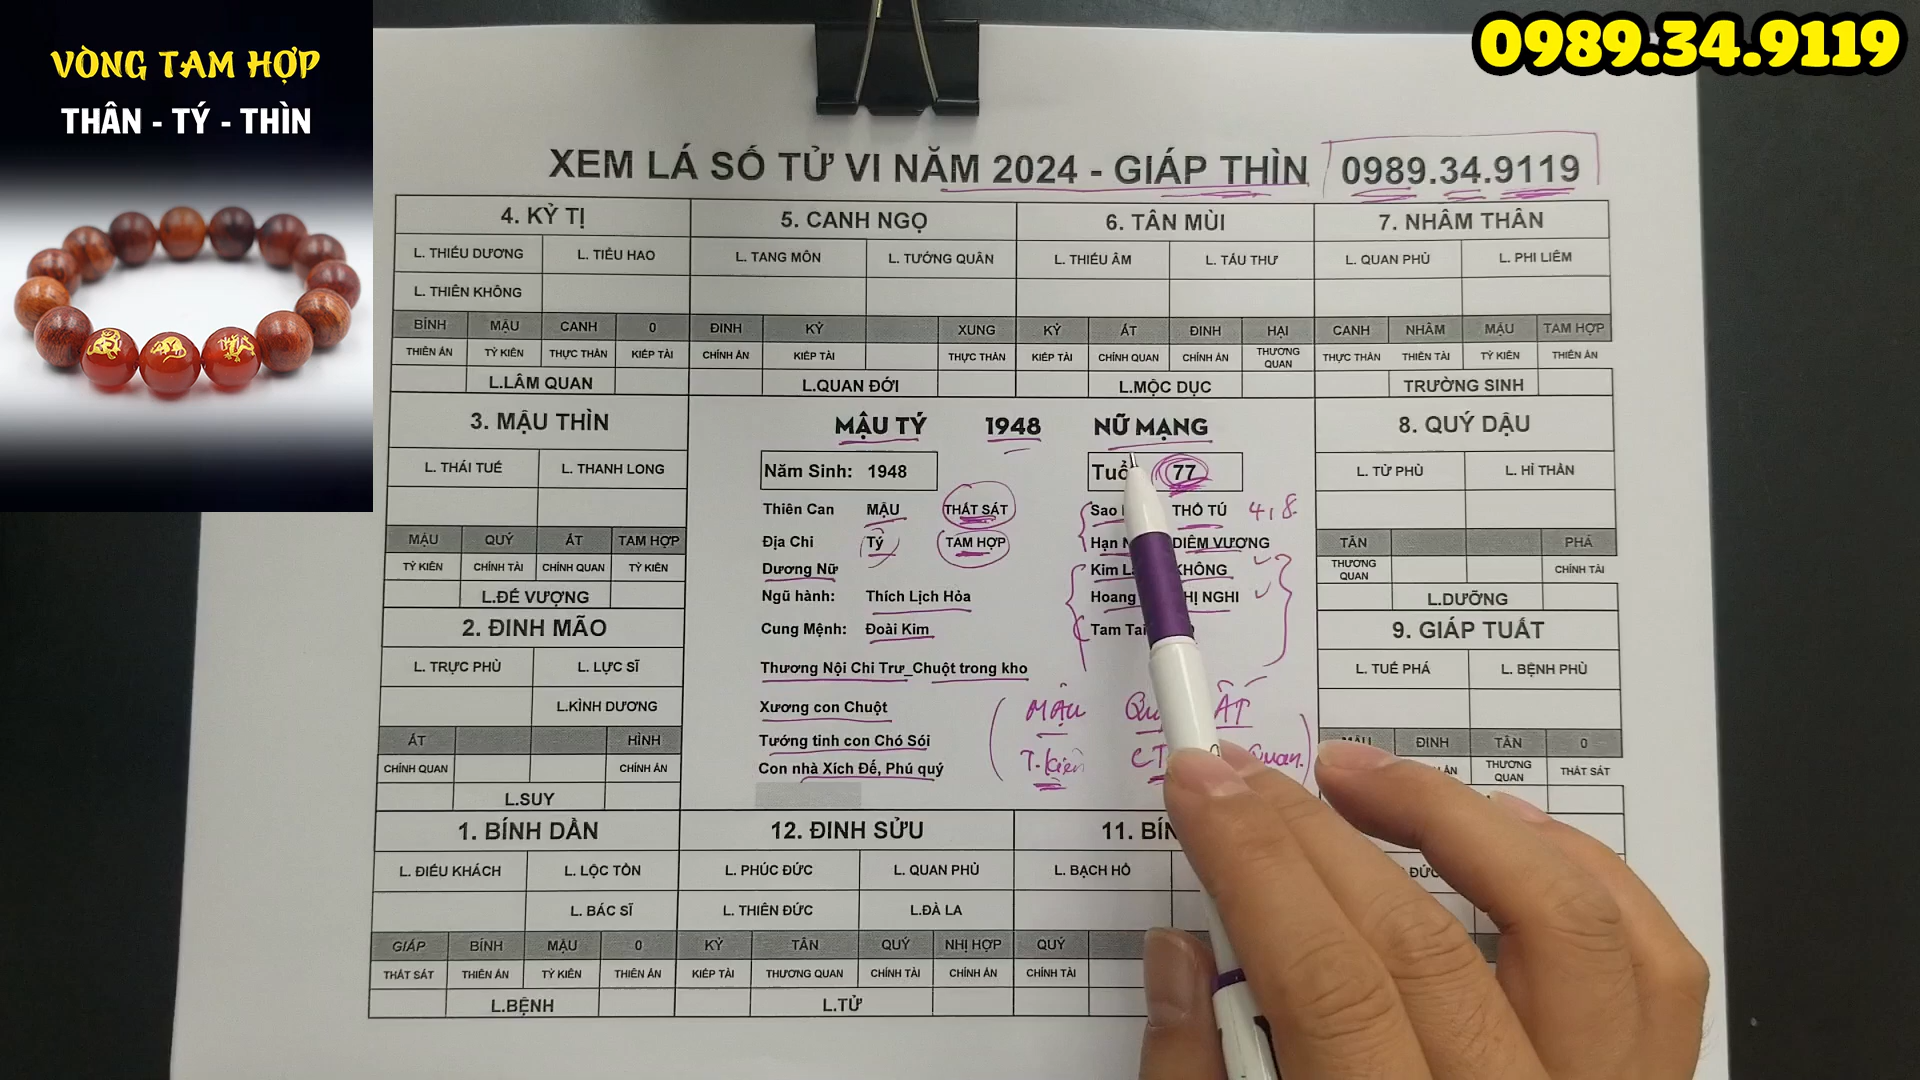 VÒNG TAM HỢP
THÂN - TÝ - THÌN
0989.34.9119
XEM LÁ SỐ TỬ VI NĂM 2024 - GIÁP THÌN 0989.34.9119
4. KỶ TỊ 5. CANH NGỌ 6. TÂN MÙI 7. NHÂM THÂN
L. THIẾU DƯƠNG L. TIỂU HAO L. TANG MÔN L. TƯỚNG QUÂN L. THIẾU ÂM L. TẤU THƯ L. QUAN PHÙ L. PHI LIÊM
L. THIÊN KHÔNG
BÍNH MẬU CANH 0 ĐINH KỶ XUNG KỶ ẤT ĐINH HẠI CANH NHÂM MẬU TAM HỢP
THIÊN ẤN TỶ KIÊN THỰC THẦN KIẾP TÀI CHÍNH ẤN KIẾP TÀI THỰC THẦN KIẾP TÀI CHÍNH QUAN CHÍNH ẤN THƯƠNG QUAN THỰC THẦN THIÊN TÀI TỶ KIÊN THIÊN ẤN
L.LÂM QUAN L.QUAN ĐỚI L.MỘC DỤC TRƯỜNG SINH
3. MẬU THÌN
L. THÁI TUẾ L. THANH LONG
MẬU QUÝ ẤT TAM HỢP
TỶ KIÊN CHÍNH TÀI CHÍNH QUAN TỶ KIÊN
L.ĐẾ VƯỢNG
2. ĐINH MÃO
L. TRỰC PHÙ L. LỰC SĨ
L.KÌNH DƯƠNG
ẤT HÌNH
CHÍNH QUAN CHÍNH ẤN
L.SUY
MẬU TÝ 1948 NỮ MẠNG
Năm Sinh: 1948 77
Thiên Can MẬU THẤT SÁT Sao THỔ TÚ 4,8.
Địa Chi Tý TAM HỢP Hạn DIÊM VƯƠNG
Dương Nữ Kim KHÔNG
Ngũ hành: Thích Lịch Hỏa Hoang NGHI
Cung Mệnh: Đoài Kim Tam Tai
Thương Nội Chi Trư_Chuột trong kho
Xương con Chuột MẬU ẤT
Tướng tinh con Chó Sói
Con nhà Xích Đế, Phú quý T.kiên CT Quan.
8. QUÝ DẬU
L. TỬ PHÙ L. HỈ THẦN
TÂN PHÁ
THƯƠNG QUAN CHÍNH TÀI
L.DƯỠNG
9. GIÁP TUẤT
L. TUẾ PHÁ L. BỆNH PHÙ
MẬU ĐINH TÂN 0
THƯƠNG QUAN THẤT SÁT
1. BÍNH DẦN 12. ĐINH SỬU
L. ĐIẾU KHÁCH L. LỘC TỒN L. PHÚC ĐỨC L. QUAN PHỦ L. BẠCH HỔ
L. BÁC SĨ L. THIÊN ĐỨC L.ĐÀ LA
GIÁP BÍNH MẬU 0 KỶ TÂN QUÝ NHỊ HỢP QUÝ
THẤT SÁT THIÊN ẤN TỶ KIÊN THIÊN ẤN KIẾP TÀI THƯƠNG QUAN CHÍNH TÀI CHÍNH ẤN CHÍNH TÀI
L.BỆNH L.TỬ